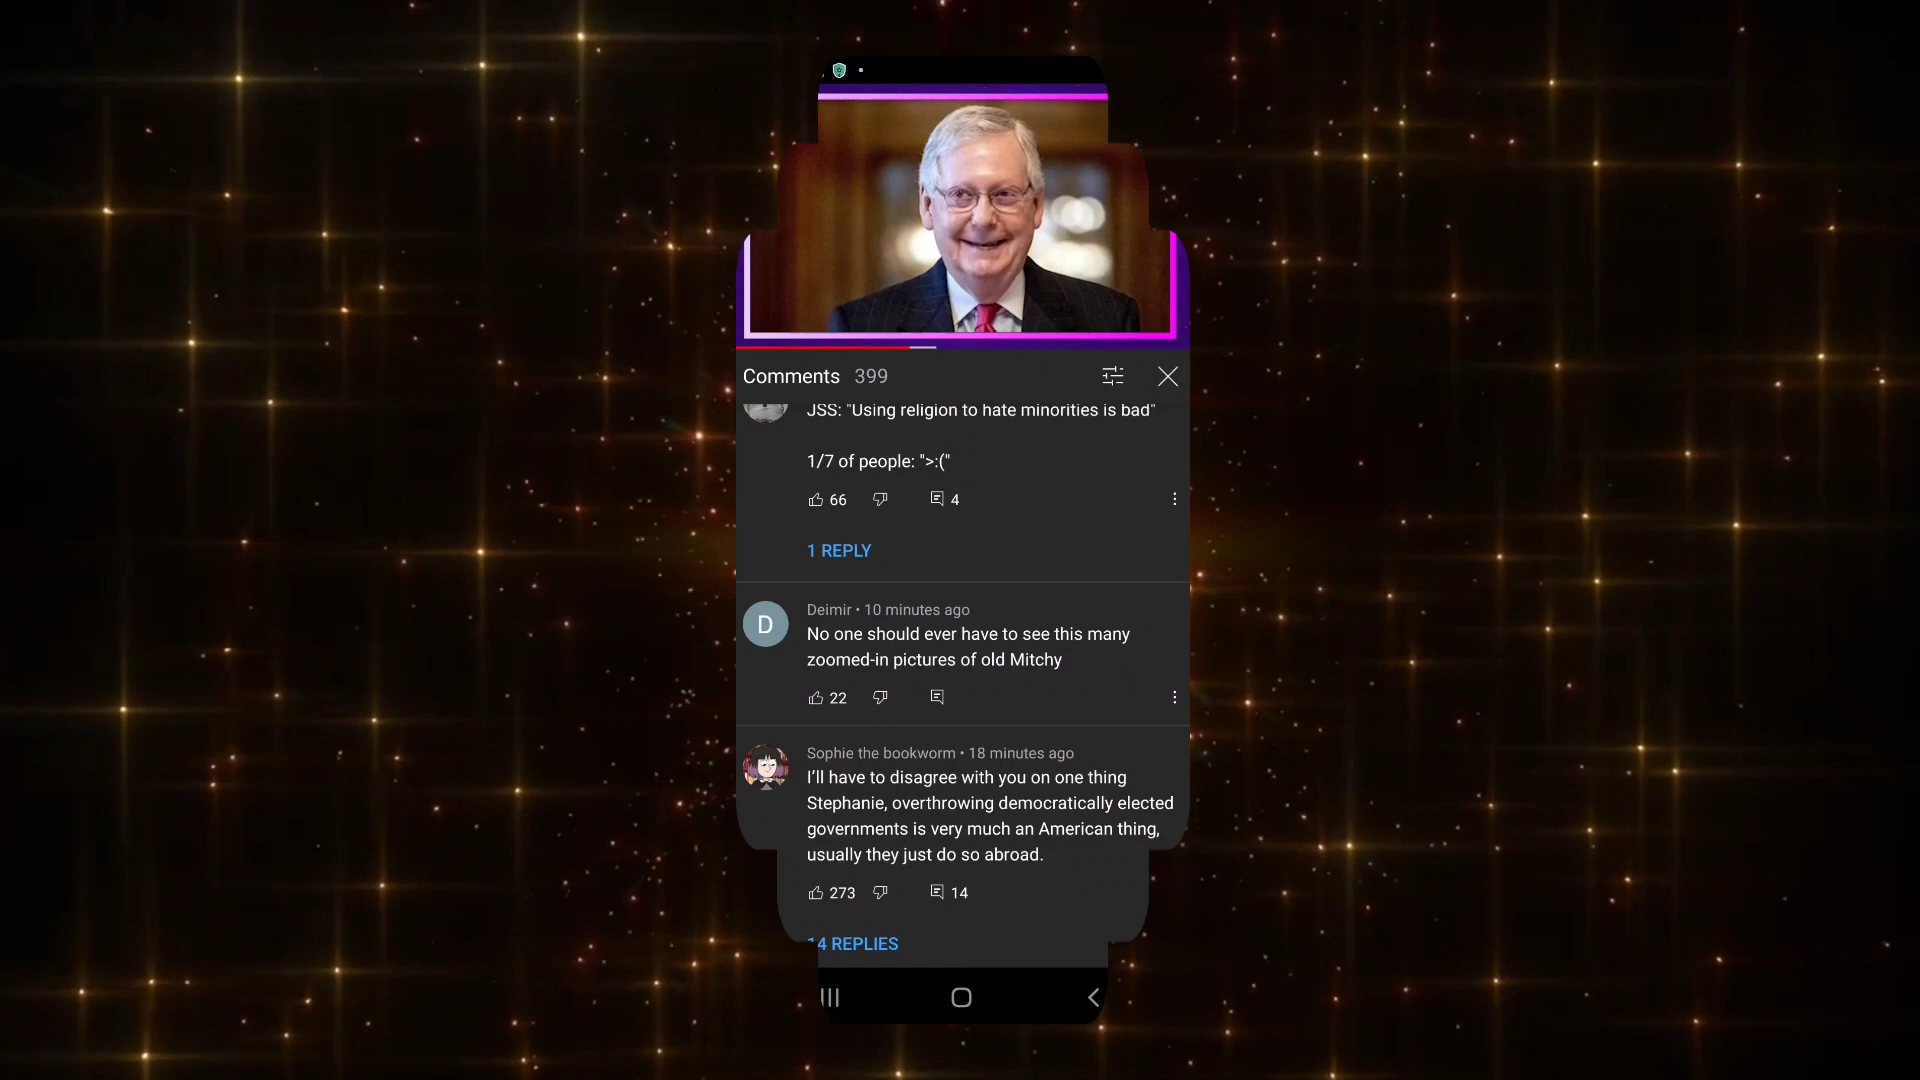 Comments 399
JSS: "Using religion to hate minorities is bad"
1/7 of people: ">:("
66 4
1 REPLY
D
Deimir • 10 minutes ago
No one should ever have to see this many
zoomed-in pictures of old Mitchy
22
Sophie the bookworm • 18 minutes ago
I'll have to disagree with you on one thing
Stephanie, overthrowing democratically elected
governments is very much an American thing,
usually they just do so abroad.
273 14
14 REPLIES